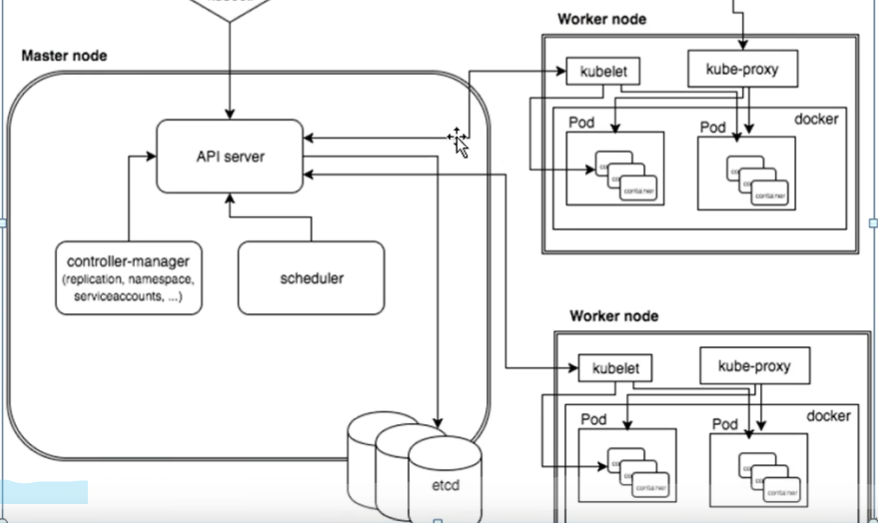 Master node
API server
controller-manager
(replication, namespace,
serviceaccounts, ...)
scheduler
etcd
Worker node
kubelet
kube-proxy
docker
Pod
container
Pod
container
Worker node
kubelet
kube-proxy
docker
Pod
container
Pod
container